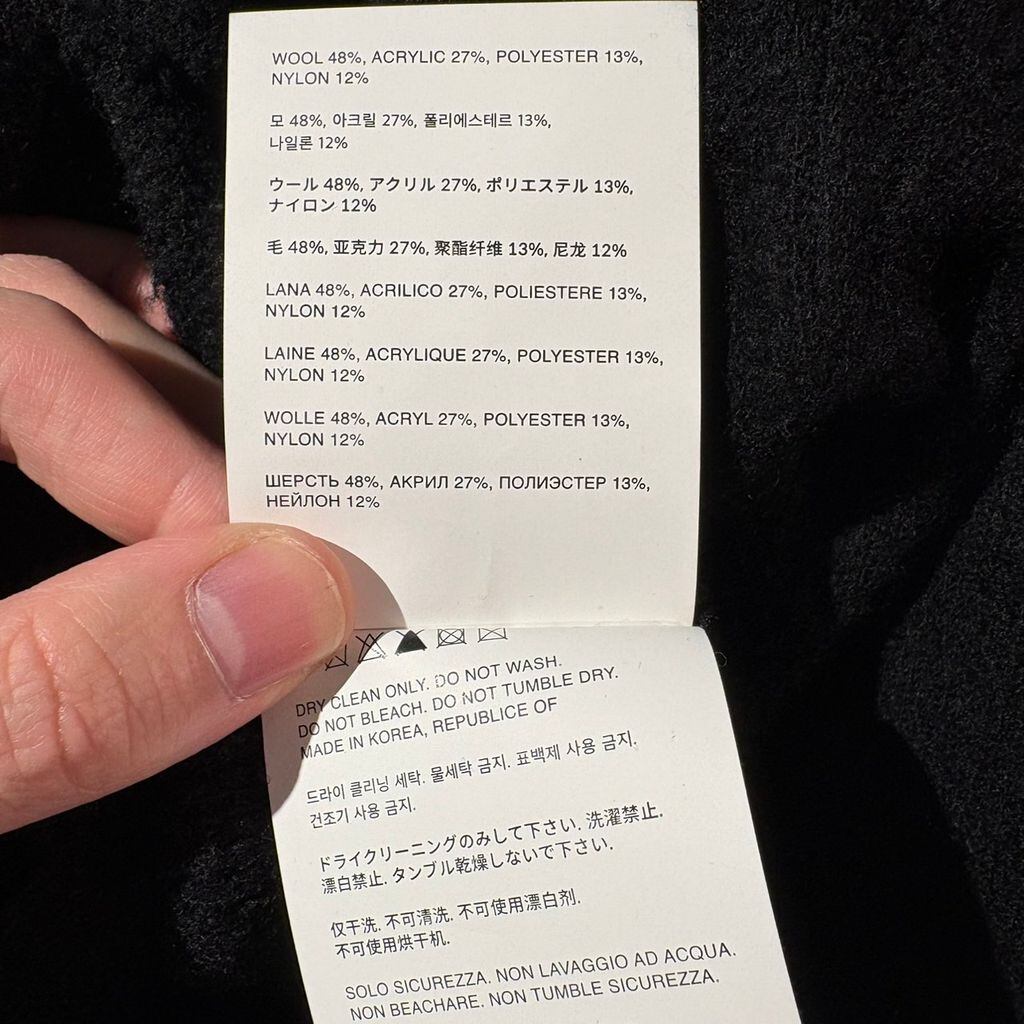 WOOL 48%, ACRYLIC 27%, POLYESTER 13%,
NYLON 12%
모 48%, 아크릴 27%, 폴리에스테르 13%,
나일론 12%
ウール 48%, アクリル 27%, ポリエステル 13%,
ナイロン 12%
毛 48%, 亚克力 27%, 聚酯纤维 13%, 尼龙 12%
LANA 48%, ACRILICO 27%, POLIESTERE 13%,
NYLON 12%
LAINE 48%, ACRYLIQUE 27%, POLYESTER 13%,
NYLON 12%
WOLLE 48%, ACRYL 27%, POLYESTER 13%,
NYLON 12%
ШЕРСТЬ 48%, АКРИЛ 27%, ПОЛИЭСТЕР 13%,
НЕЙЛОН 12%
DRY CLEAN ONLY. DO NOT WASH.
DO NOT BLEACH. DO NOT TUMBLE DRY.
MADE IN KOREA, REPUBLICE OF
드라이 클리닝 세탁. 물세탁 금지. 표백제 사용 금지.
건조기 사용 금지.
ドライクリーニングのみして下さい. 洗濯禁止.
漂白禁止. タンブル乾燥しないで下さい.
仅干洗. 不可清洗. 不可使用漂白剂.
不可使用烘干机.
SOLO SICUREZZA. NON LAVAGGIO AD ACQUA.
NON BEACHARE. NON TUMBLE SICUREZZA.